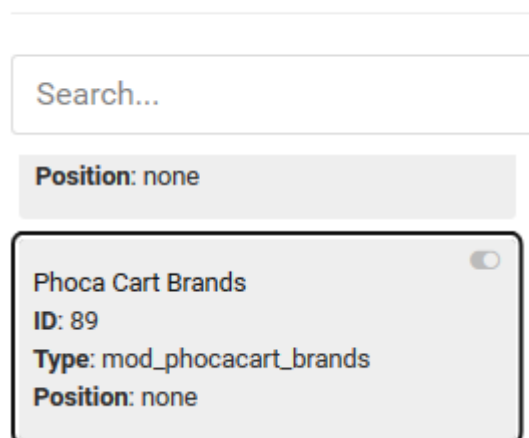 Search...
Position: none
Phoca Cart Brands
ID: 89
Type: mod_phocacart_brands
Position: none